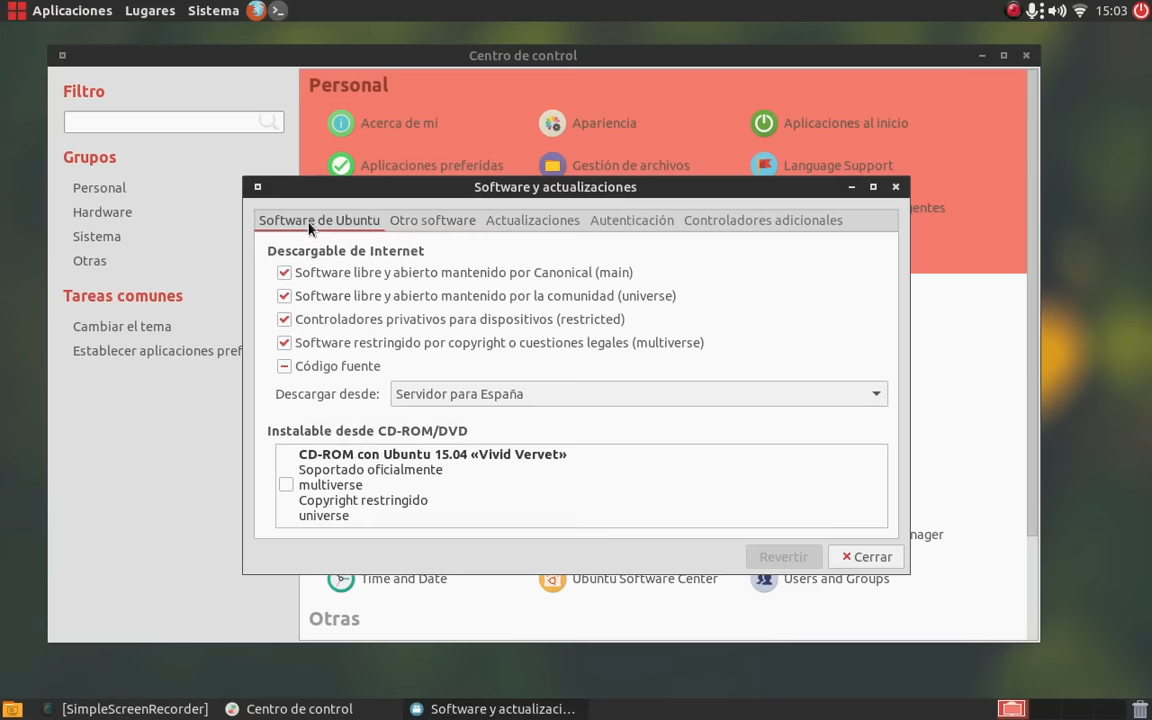 Aplicaciones Lugares Sistema
15:03
Centro de control
Filtro
Grupos
Personal
Hardware
Sistema
Otras
Tareas comunes
Cambiar el tema
Establecer aplicaciones pref
Personal
Acerca de mí
Apariencia
Aplicaciones al inicio
Aplicaciones preferidas
Gestión de archivos
Language Support
entes
Software y actualizaciones
Software de Ubuntu
Otro software
Actualizaciones
Autenticación
Controladores adicionales
Descargable de Internet
Software libre y abierto mantenido por Canonical (main)
Software libre y abierto mantenido por la comunidad (universe)
Controladores privativos para dispositivos (restricted)
Software restringido por copyright o cuestiones legales (multiverse)
Código fuente
Descargar desde: Servidor para España
Instalable desde CD-ROM/DVD
CD-ROM con Ubuntu 15.04 «Vivid Vervet»
Soportado oficialmente
multiverse
Copyright restringido
universe
Revertir
Cerrar
nager
Time and Date
Ubuntu Software Center
Users and Groups
Otras
[SimpleScreenRecorder]
Centro de control
Software y actualizaci...